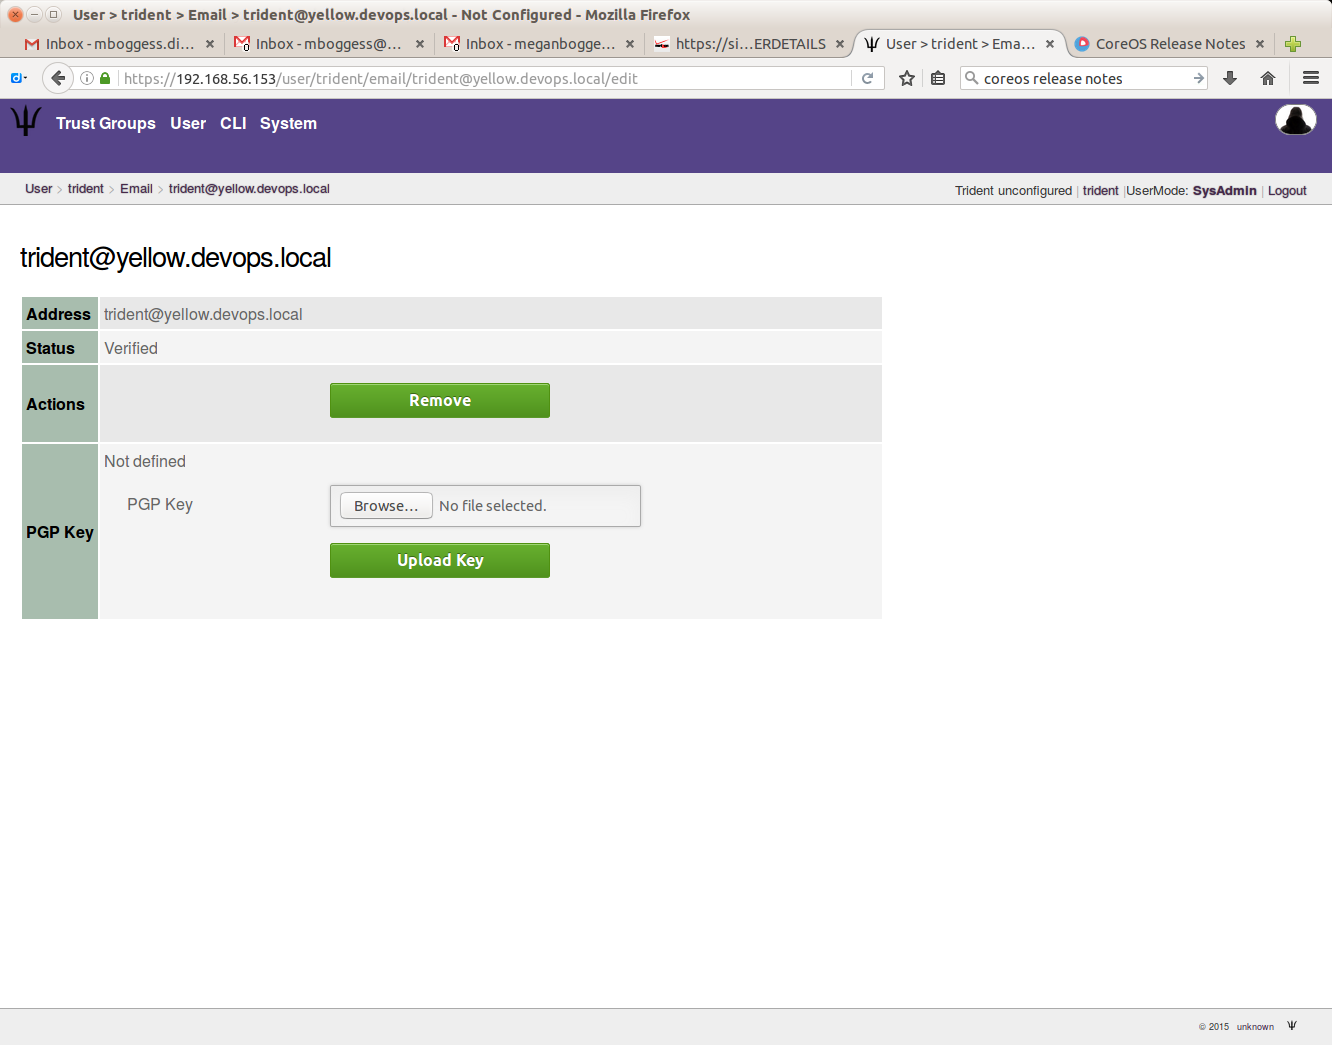 User > trident > Email > trident@yellow.devops.local - Not Configured - Mozilla Firefox
Inbox - mboggess.di... Inbox - mboggess@... Inbox - meganbogge... https://si...ERDETAILS User > trident > Ema... CoreOS Release Notes
https://192.168.56.153/user/trident/email/trident@yellow.devops.local/edit coreos release notes
Trust Groups User CLI System
User > trident > Email > trident@yellow.devops.local Trident unconfigured | trident |UserMode: SysAdmin | Logout
trident@yellow.devops.local
Address trident@yellow.devops.local
Status Verified
Actions Remove
Not defined
PGP Key Browse... No file selected.
PGP Key
Upload Key
© 2015 unknown